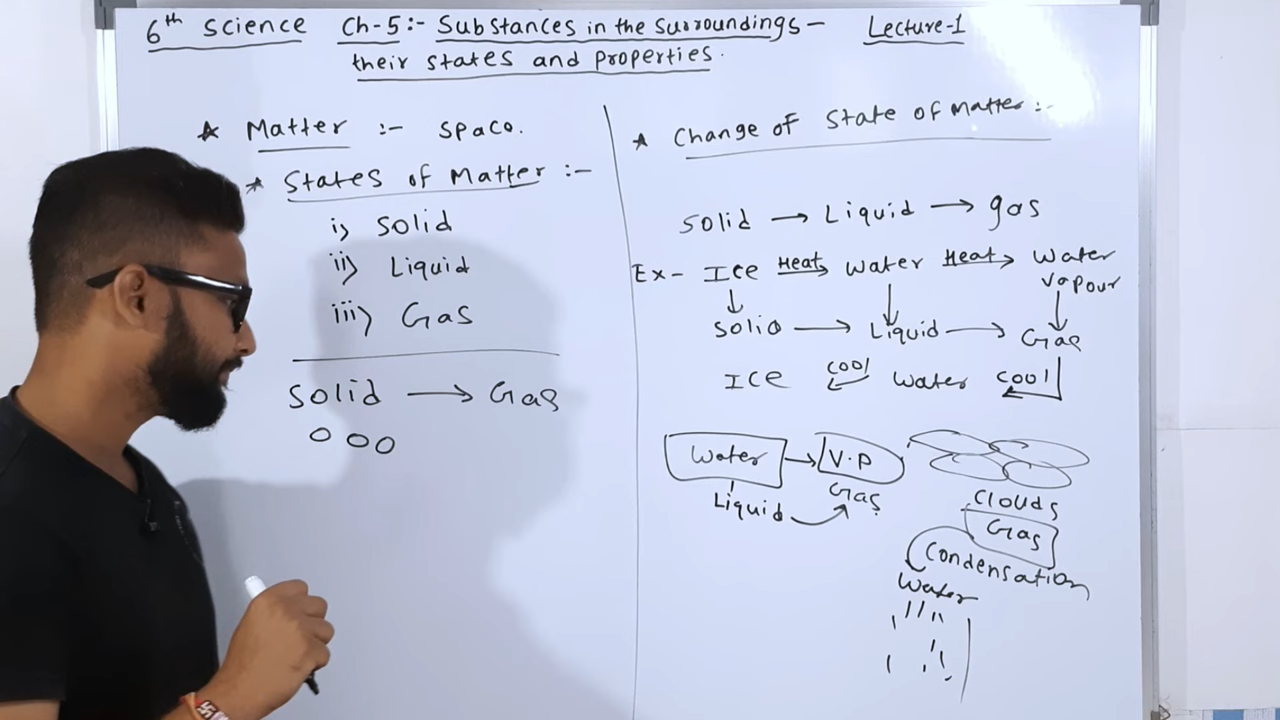 6th Science Ch-5:- Substances in the Surroundings - Lecture-1
their states and Properties.
* Matter :- Space.
* States of Matter :-
i) Solid
ii) Liquid
iii) Gas
Solid → Gas
* Change of State of Matter :-
Solid → Liquid → gas
Ex- Ice Heat→ Water Heat→ Water
vapour
↓ ↓ ↓
Solid → Liquid → Gas
Ice cool← Water cool←
Water → V.P
Liquid Gas
Clouds
Gas
Condensation
Water